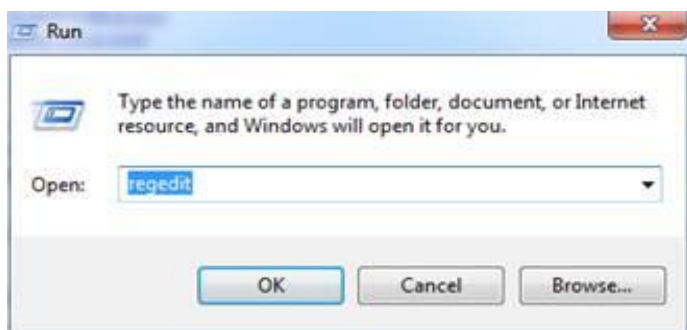 Run
Type the name of a program, folder, document, or Internet
resource, and Windows will open it for you.
Open: regedit
OK Cancel Browse...